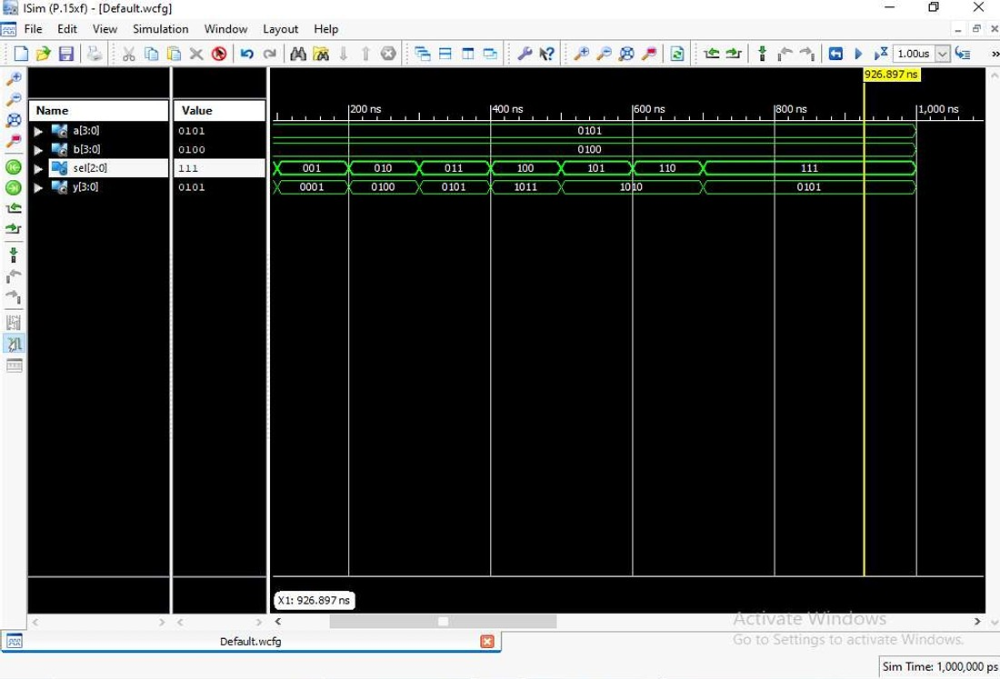 ISim (P.15xf) - [Default.wcfg]
File Edit View Simulation Window Layout Help
1.00us
926.897 ns
Name Value 200 ns 400 ns 600 ns 800 ns 1,000 ns
a[3:0] 0101 0101
b[3:0] 0100 0100
sel[2:0] 111 001 010 011 100 101 110 111
y[3:0] 0101 0001 0100 0101 1011 1010 0101
X1: 926.897 ns
Activate Windows
Go to Settings to activate Windows.
Default.wcfg
Sim Time: 1,000,000 ps